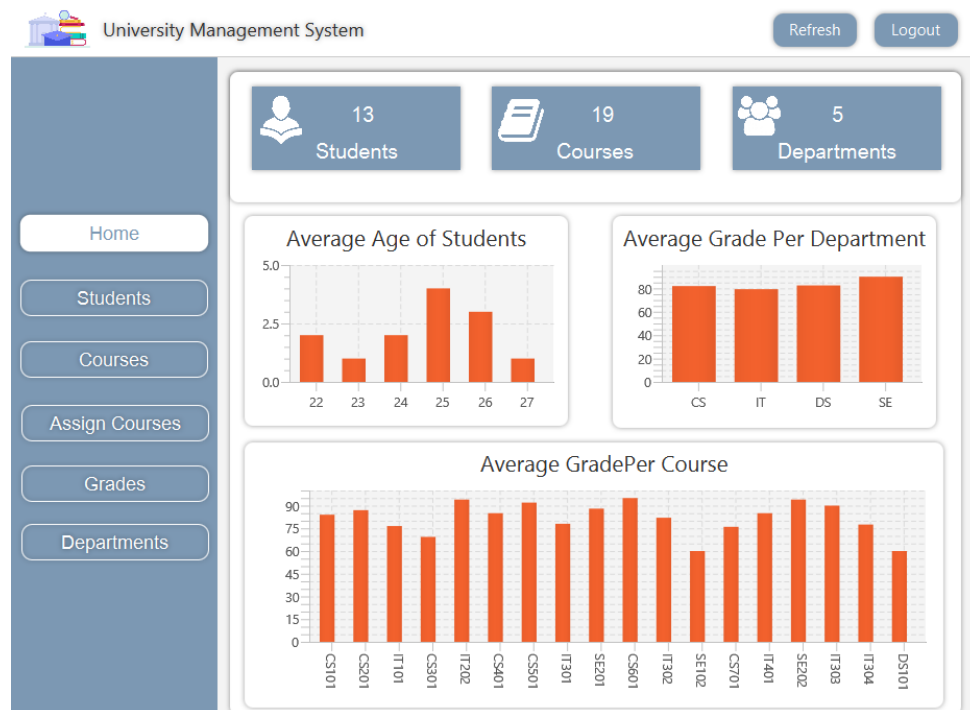 University Management System
Refresh
Logout
13
Students
19
Courses
5
Departments
Home
Students
Courses
Assign Courses
Grades
Departments
Average Age of Students
5.0
2.5
0.0
22 23 24 25 26 27
Average Grade Per Department
80
60
40
20
0
CS IT DS SE
Average GradePer Course
90
75
60
45
30
15
0
CS101 CS201 IT101 CS301 IT202 CS401 CS501 IT301 SE201 CS601 IT302 SE102 CS701 IT401 SE202 IT303 IT304 DS101